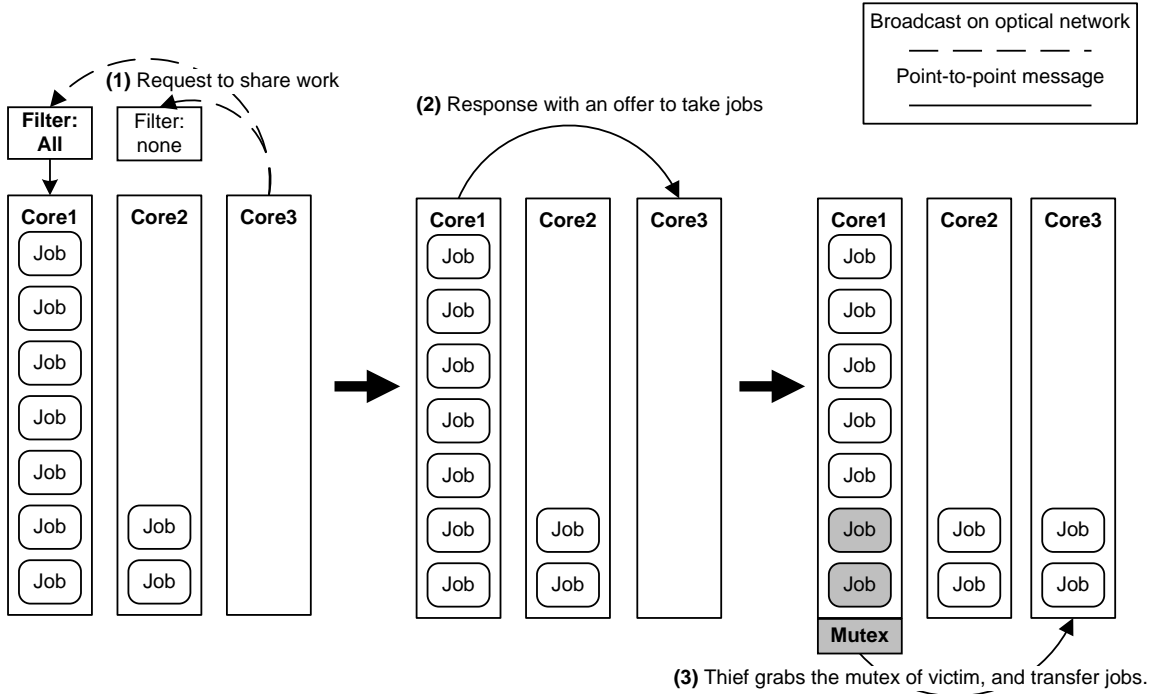 Broadcast on optical network
Point-to-point message
(1) Request to share work
Filter:
All
Filter:
none
Core1
Core2
Core3
Job
Job
Job
Job
Job
Job
Job
Job
Job
(2) Response with an offer to take jobs
Core1
Core2
Core3
Job
Job
Job
Job
Job
Job
Job
Job
Job
Core1
Core2
Core3
Job
Job
Job
Job
Job
Job
Job
Job
Job
Job
Job
Mutex
(3) Thief grabs the mutex of victim, and transfer jobs.